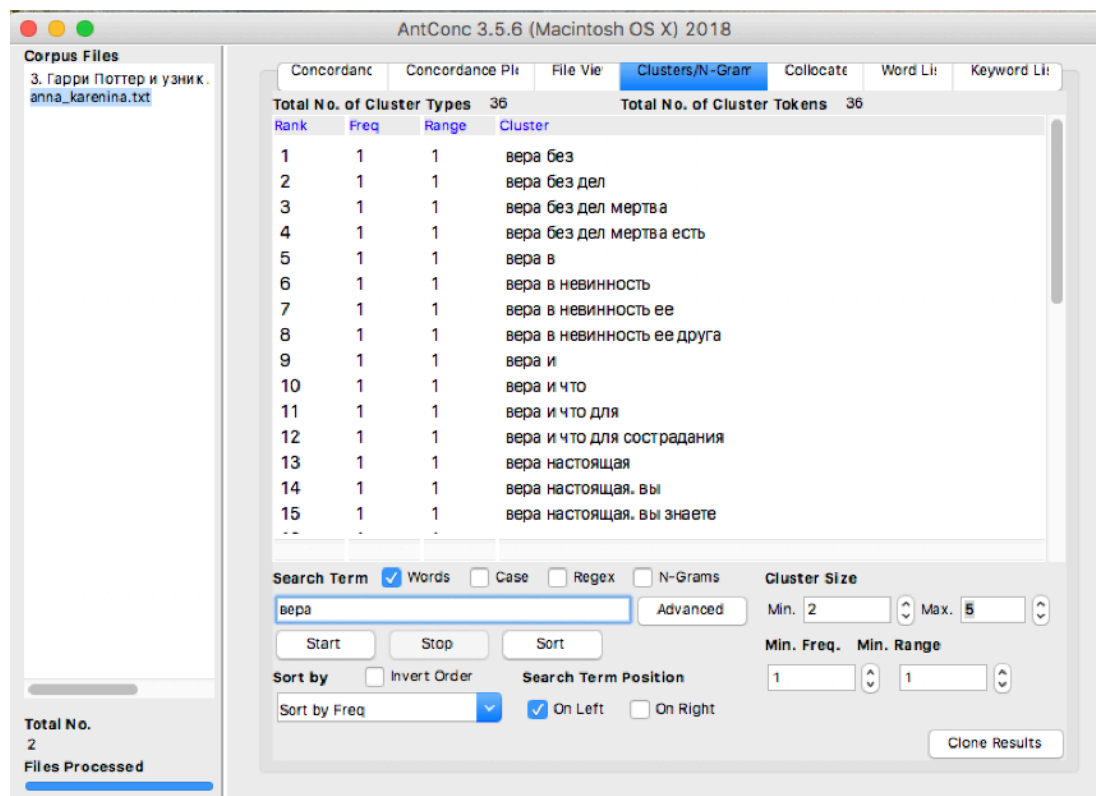 AntConc 3.5.6 (Macintosh OS X) 2018
Corpus Files
3. Гарри Поттер и узник.
anna_karenina.txt
Concordanc Concordance Plo File Vie Clusters/N-Gram Collocate Word Li: Keyword Li:
Total No. of Cluster Types 36 Total No. of Cluster Tokens 36
Rank Freq Range Cluster
1 1 1 вера без
2 1 1 вера без дел
3 1 1 вера без дел мертва
4 1 1 вера без дел мертва есть
5 1 1 вера в
6 1 1 вера в невинность
7 1 1 вера в невинность ее
8 1 1 вера в невинность ее друга
9 1 1 вера и
10 1 1 вера и что
11 1 1 вера и что для
12 1 1 вера и что для сострадания
13 1 1 вера настоящая
14 1 1 вера настоящая. вы
15 1 1 вера настоящая. вы знаете
Search Term Words Case Regex N-Grams Cluster Size
вера Advanced Min. 2 Max. 5
Start Stop Sort Min. Freq. Min. Range
Sort by Invert Order Search Term Position 1 1
Sort by Freq On Left On Right
Total No.
2
Files Processed
Clone Results